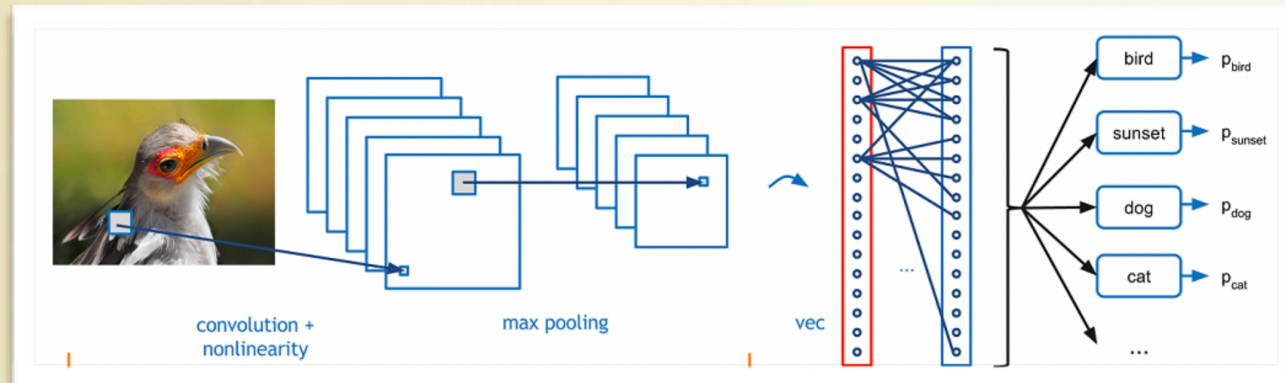 convolution +
nonlinearity
max pooling
vec
...
bird
p_bird
sunset
p_sunset
dog
p_dog
cat
p_cat
...